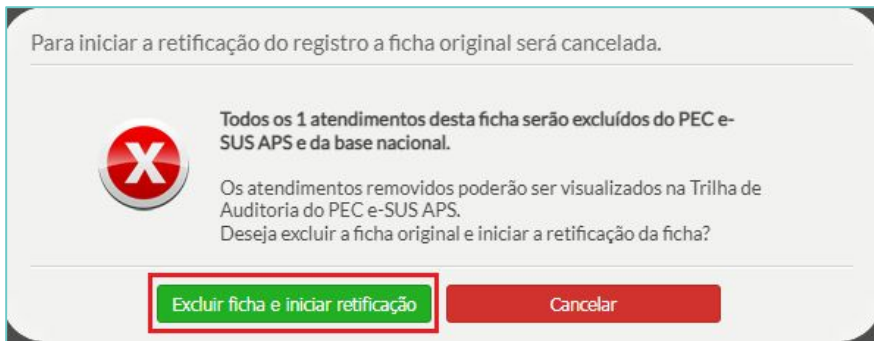 Para iniciar a retificação do registro a ficha original será cancelada.
Todos os 1 atendimentos desta ficha serão excluídos do PEC e-
SUS APS e da base nacional.
Os atendimentos removidos poderão ser visualizados na Trilha de
Auditoria do PEC e-SUS APS.
Deseja excluir a ficha original e iniciar a retificação da ficha?
Excluir ficha e iniciar retificação
Cancelar